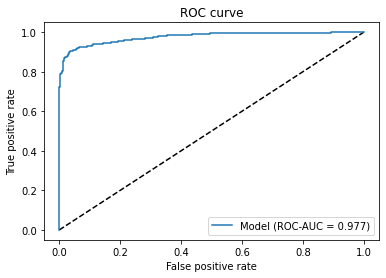 ROC curve
True positive rate
1.0
0.8
0.6
0.4
0.2
0.0
Model (ROC-AUC = 0.977)
0.0 0.2 0.4 0.6 0.8 1.0
False positive rate